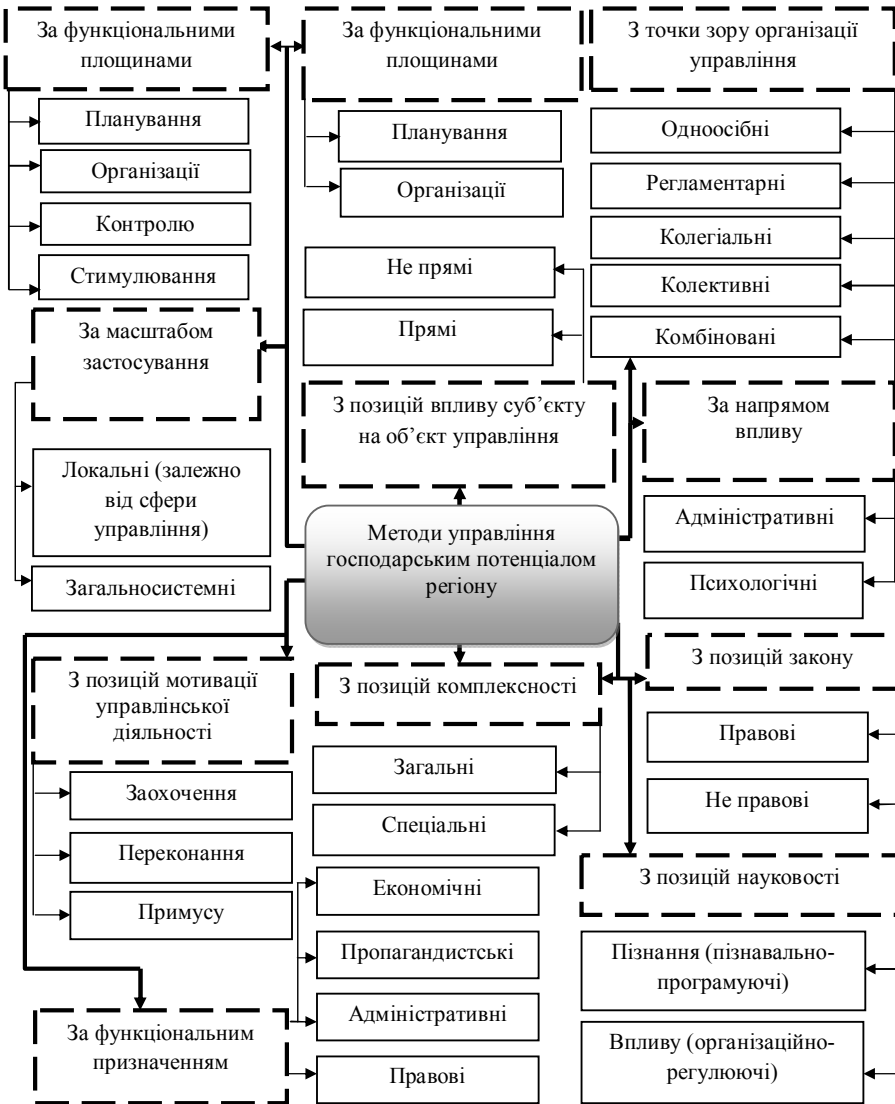 За функціональними
площинами
Планування
Організації
Контролю
Стимулювання
За функціональними
площинами
Планування
Організації
З точки зору організації
управління
Одноосібні
Регламентарні
Колегіальні
Колективні
Комбіновані
За масштабом
застосування
Локальні (залежно
від сфери
управління)
Загальносистемні
Не прямі
Прямі
З позицій впливу суб’єкту
на об’єкт управління
За напрямом
впливу
Адміністративні
Психологічні
Методи управління
господарським потенціалом
регіону
З позицій мотивації
управлінської
діяльності
Заохочення
Переконання
Примусу
З позицій комплексності
Загальні
Спеціальні
З позицій закону
Правові
Не правові
З позицій науковості
Пізнання (пізнавально-
програмуючі)
Впливу (організаційно-
регулюючі)
За функціональним
призначенням
Економічні
Пропагандистські
Адміністративні
Правові